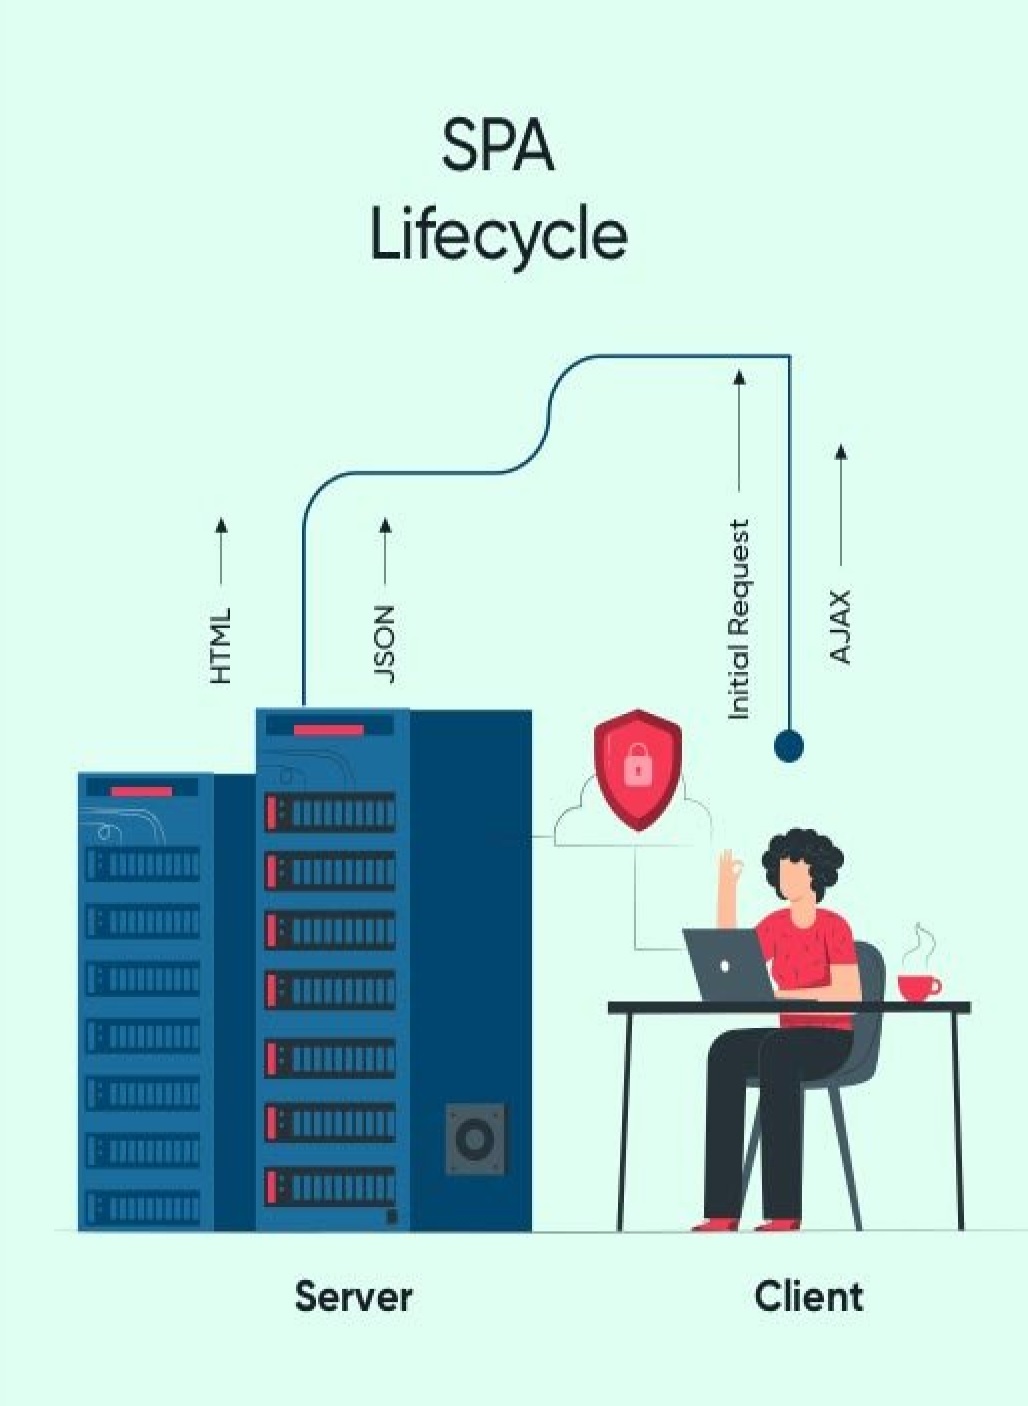 SPA
Lifecycle
HTML
JSON
Initial Request
AJAX
Server
Client